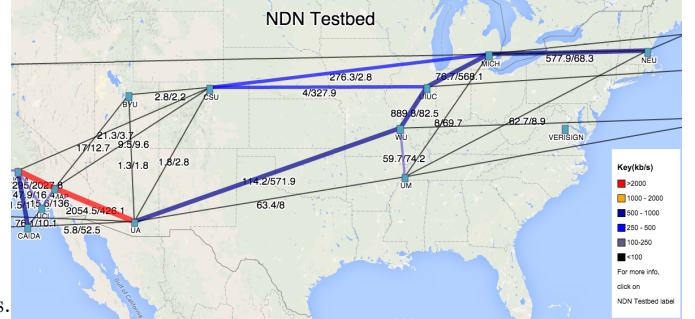 NDN Testbed
577.9/68.3
NEU
MICH
276.3/2.8
76.7/568.1
4/327.9
UIUC
2.8/2.2
CSU
BYU
889.8/82.5
62.7/8.9
21.3/3.7
8/69.7
17/12.7
9.5/9.6
WU
VERISIGN
59.7/74.2
1.3/1.8
1.8/2.8
114.2/571.9
UM
2054.5/426.1
63.4/8
UA
5.8/52.5
CAIDA
Key(kb/s)
>2000
1000 - 2000
500 - 1000
250 - 500
100-250
<100
For more info,
click on
NDN Testbed label
s.